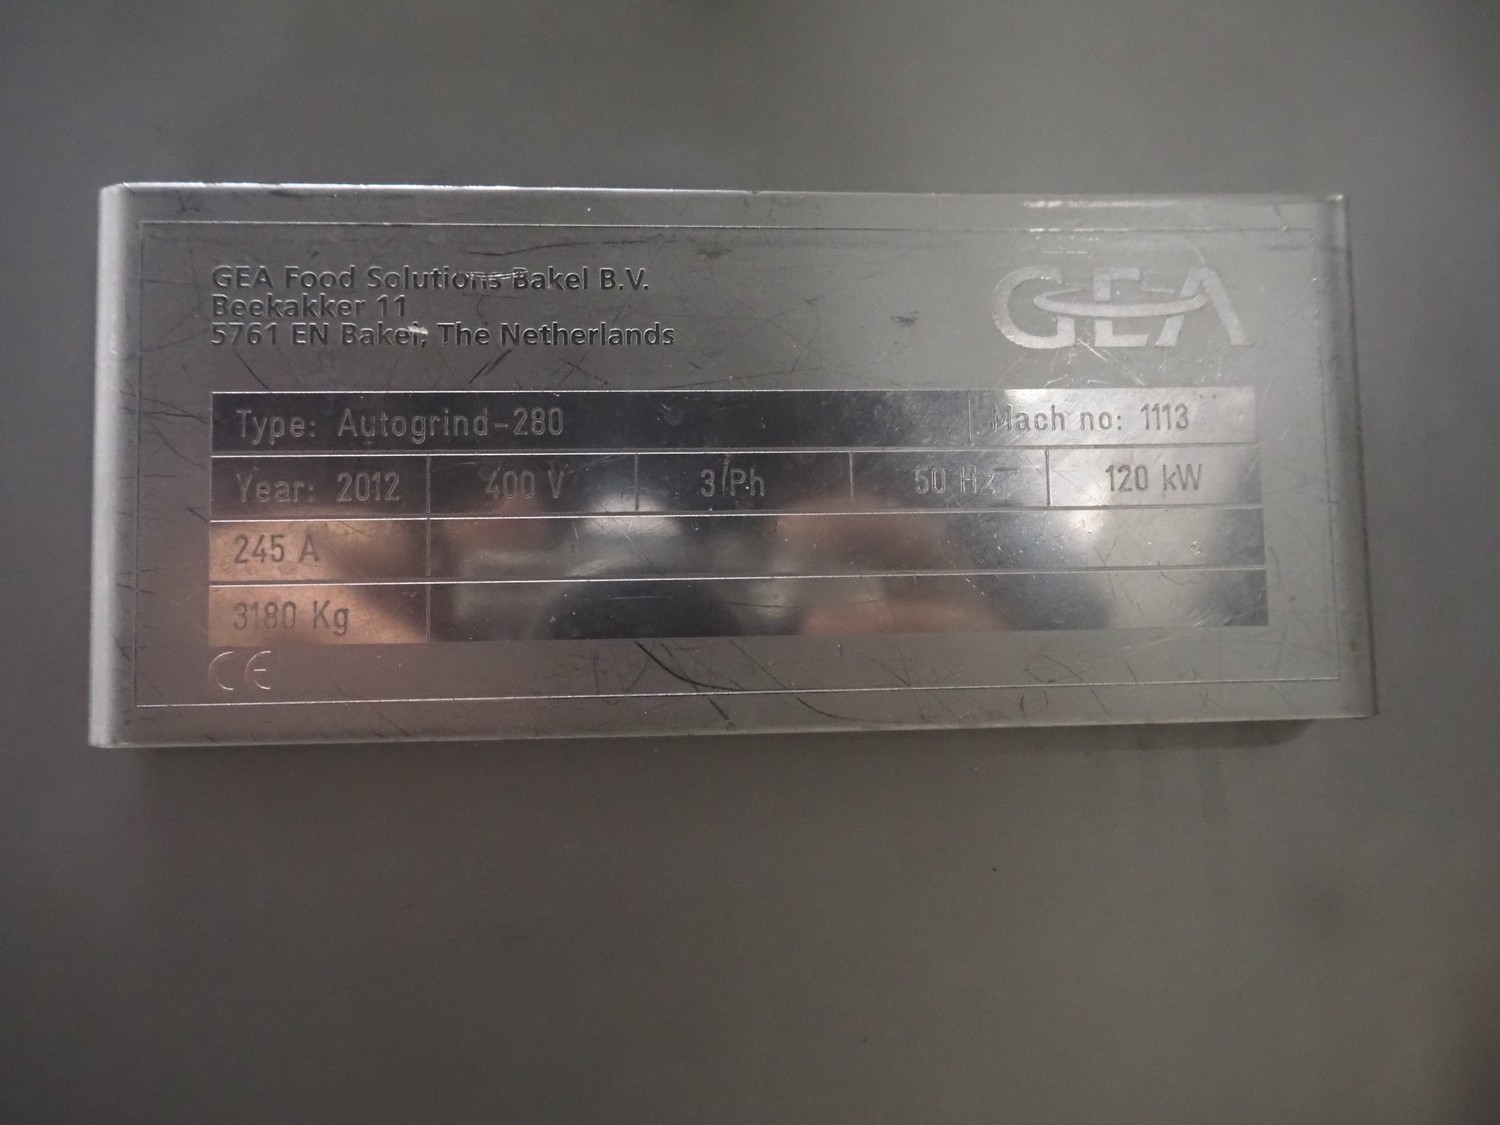 GEA Food Solutions Bakel B.V.
Beekakker 11
5761 EN Bakel, The Netherlands
GEA
Type: Autogrind-280 Mach no: 1113
Year: 2012 400 V 3/Ph 50 Hz 120 kW
245 A
3180 Kg
CE